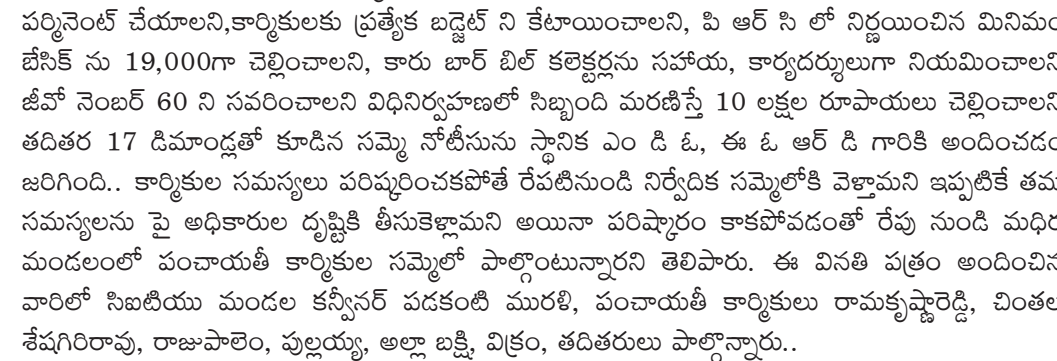 పర్మినెంట్ చేయాలని,కార్మికులకు ప్రత్యేక బడ్జెట్ ని కేటాయించాలని, పి ఆర్ సి లో నిర్ణయించిన మినిమం
బేసిక్ ను 19,000గా చెల్లించాలని, కారు బార్ బిల్ కలెక్టర్లను సహాయ, కార్యదర్శులుగా నియమించాలని
జీవో నెంబర్ 60 ని సవరించాలని విధినిర్వహణలో సిబ్బంది మరణిస్తే 10 లక్షల రూపాయలు చెల్లించాలని
తదితర 17 డిమాండ్లతో కూడిన సమ్మె నోటీసును స్థానిక ఎం డి ఓ, ఈ ఓ ఆర్ డి గారికి అందించడం
జరిగింది.. కార్మికుల సమస్యలు పరిష్కరించకపోతే రేపటినుండి నిర్వేదిక సమ్మెలోకి వెళ్తామని ఇప్పటికే తమ
సమస్యలను పై అధికారుల దృష్టికి తీసుకెళ్లామని అయినా పరిష్కారం కాకపోవడంతో రేపు నుండి మధిర
మండలంలో పంచాయతీ కార్మికుల సమ్మెలో పాల్గొంటున్నారని తెలిపారు. ఈ వినతి పత్రం అందించిన
వారిలో సిఐటియు మండల కన్వీనర్ పడకంటి మురళి, పంచాయతీ కార్మికులు రామకృష్ణారెడ్డి, చింతల
శేషగిరిరావు, రాజుపాలెం, పుల్లయ్య, అల్లా బక్షి, విక్రం, తదితరులు పాల్గొన్నారు..